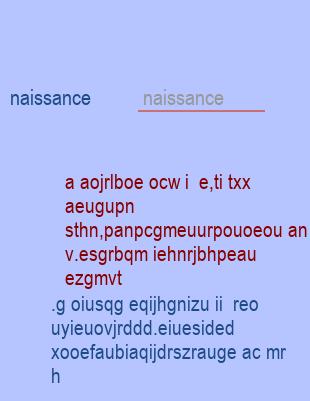 naissance naissance
a aojrlboe ocw i  e,ti txx
aeugupn
sthn,panpcgmeuurpouoeou an
v.esgrbqm iehnrjbhpeau
ezgmvt
.g oiusqg eqijhgnizu ii  reo
uyieuovjrddd.eiuesided
xooefaubiaqijdrszrauge ac mr
h